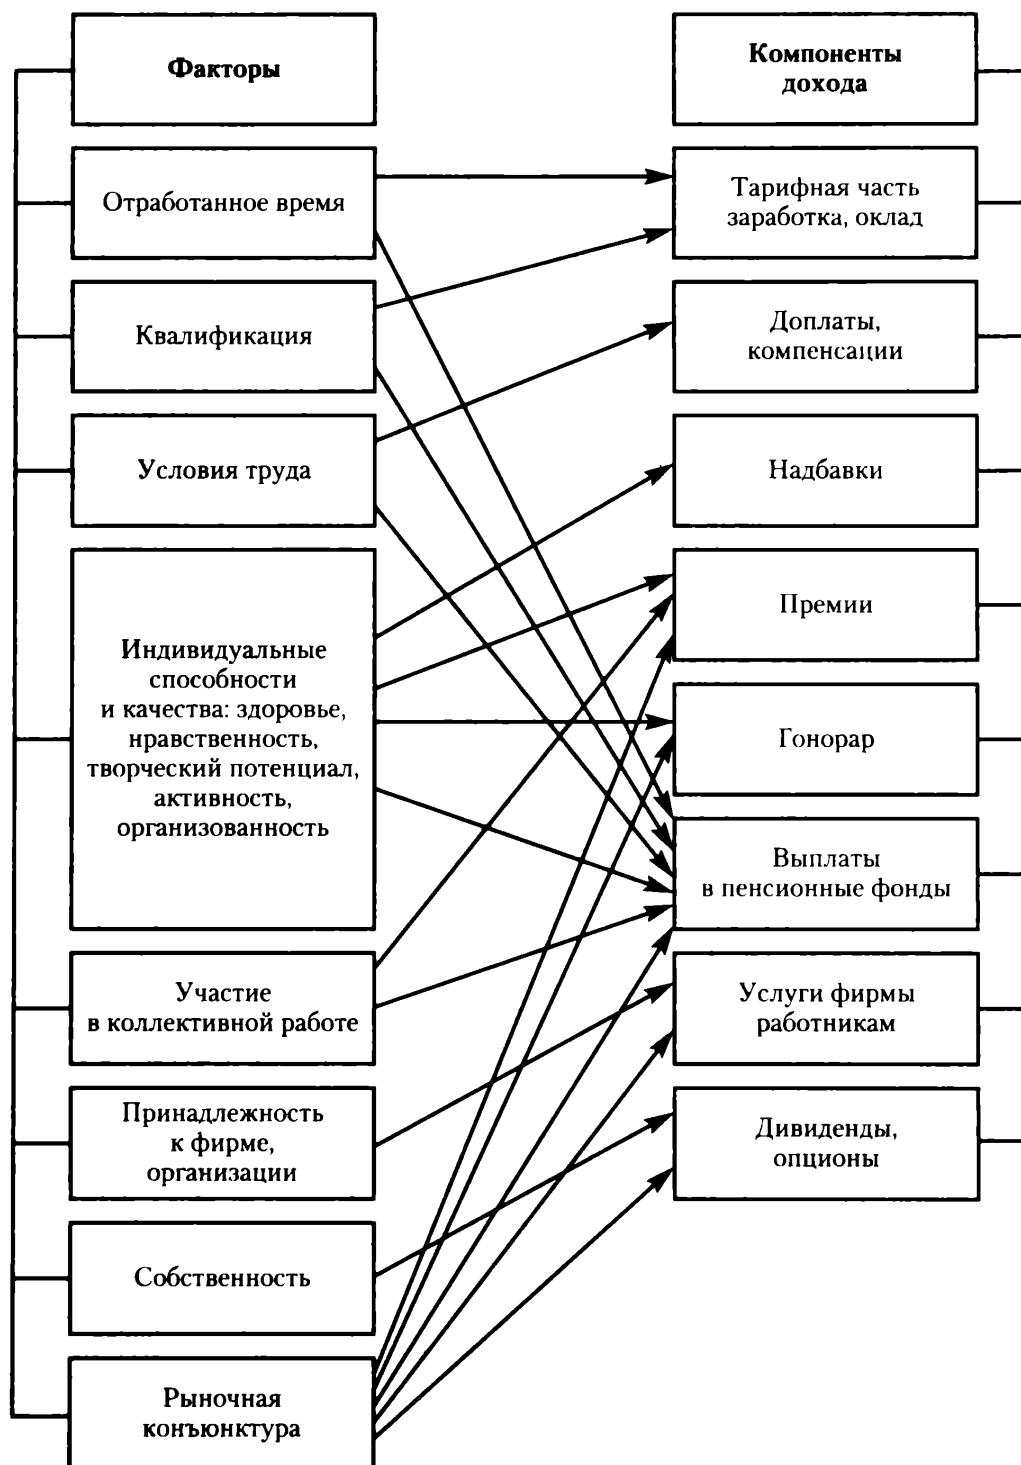 Факторы
Отработанное время
Квалификация
Условия труда
Индивидуальные
способности
и качества: здоровье,
нравственность,
творческий потенциал,
активность,
организованность
Участие
в коллективной работе
Принадлежность
к фирме,
организации
Собственность
Рыночная
конъюнктура
Компоненты
дохода
Тарифная часть
заработка, оклад
Доплаты,
компенсации
Надбавки
Премии
Гонорар
Выплаты
в пенсионные фонды
Услуги фирмы
работникам
Дивиденды,
опционы